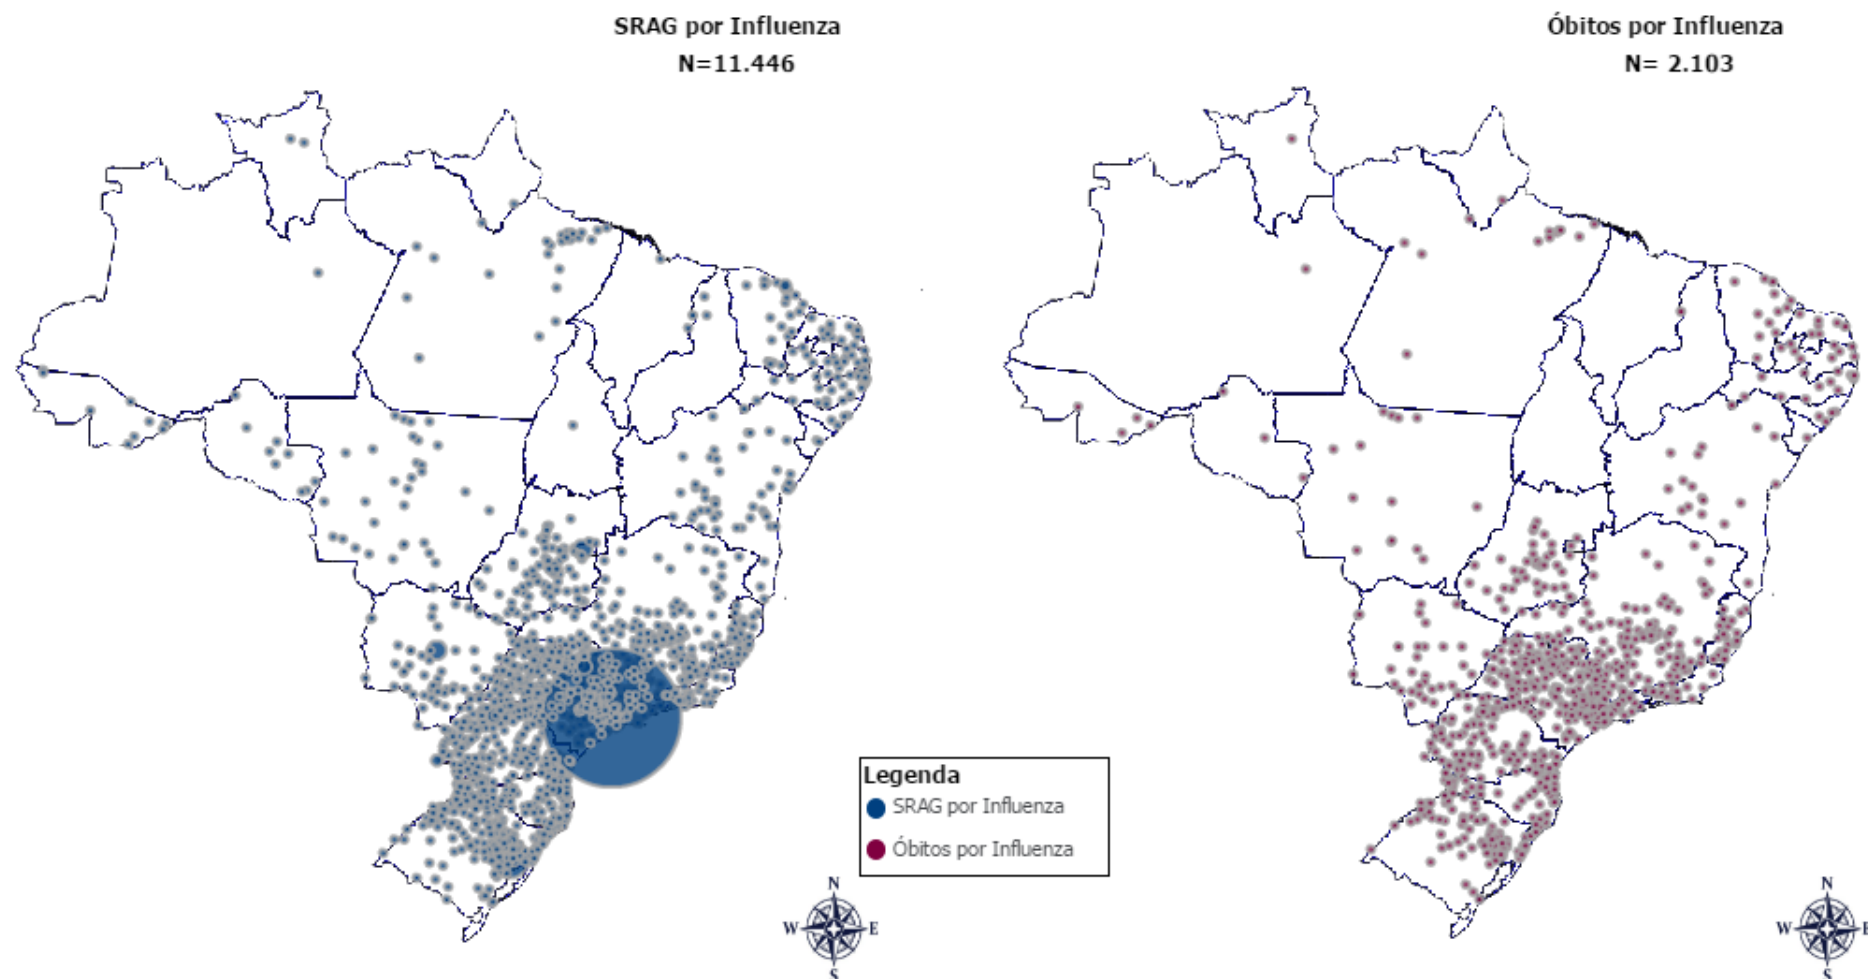 SRAG por Influenza
N=11.446
Óbitos por Influenza
N= 2.103
Legenda
SRAG por Influenza
Óbitos por Influenza
N
W
E
S
N
W
E
S